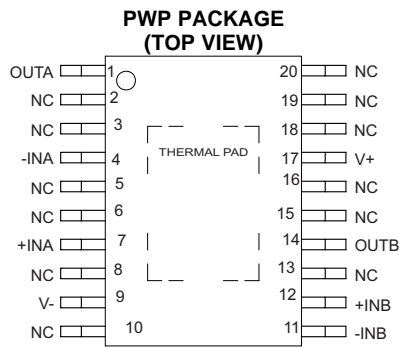 PWP PACKAGE
(TOP VIEW)
OUTA 1 20 NC
NC 2 19 NC
NC 3 18 NC
-INA 4 THERMAL PAD 17 V+
NC 5 16 NC
NC 6 15 NC
+INA 7 14 OUTB
NC 8 13 NC
V- 9 12 +INB
NC 10 11 -INB